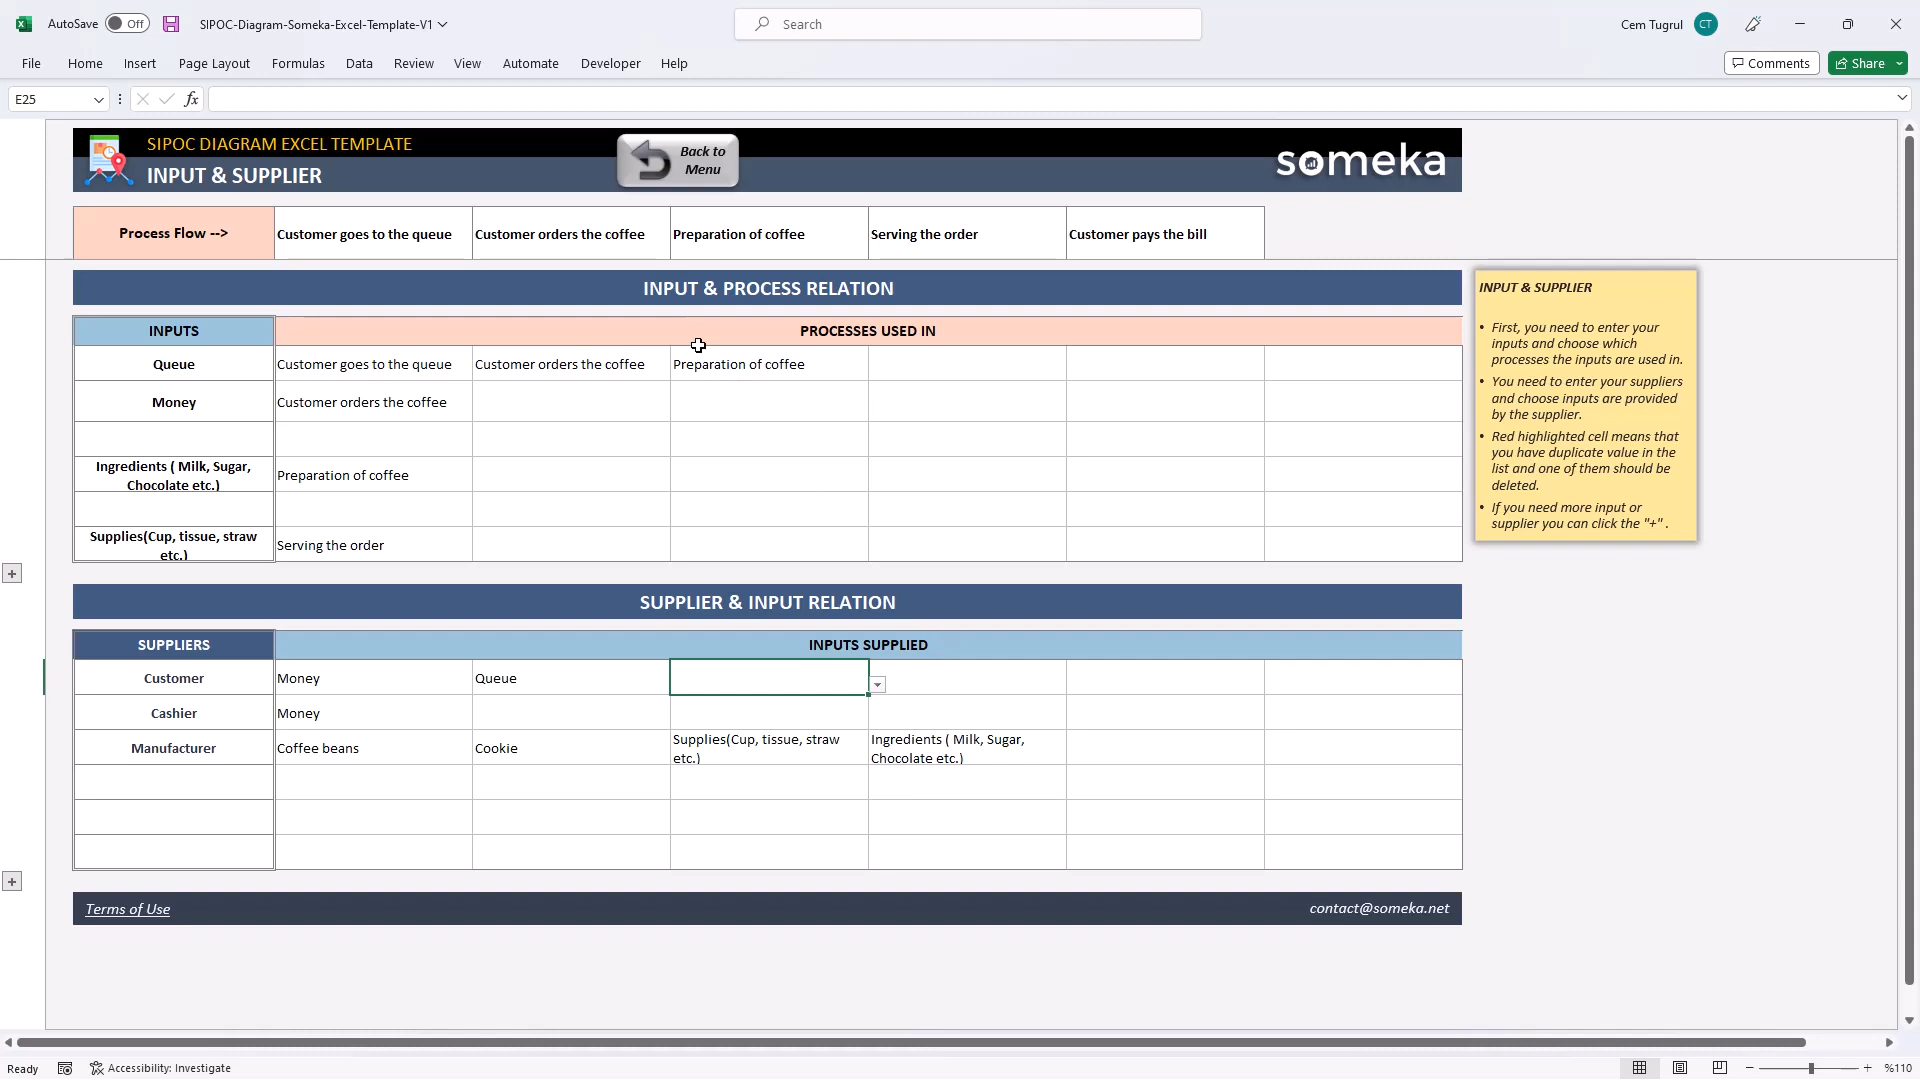 AutoSave Off SIPOC-Diagram-Someka-Excel-Template-V1 Search Cem Tugrul CT
File Home Insert Page Layout Formulas Data Review View Automate Developer Help Comments Share
E25 fx
SIPOC DIAGRAM EXCEL TEMPLATE
INPUT & SUPPLIER
Back to
Menu
someka
Process Flow --> Customer goes to the queue Customer orders the coffee Preparation of coffee Serving the order Customer pays the bill
INPUT & PROCESS RELATION
INPUTS PROCESSES USED IN
Queue Customer goes to the queue Customer orders the coffee Preparation of coffee
Money Customer orders the coffee
Ingredients ( Milk, Sugar,
Chocolate etc.) Preparation of coffee
Supplies(Cup, tissue, straw
etc.) Serving the order
INPUT & SUPPLIER
• First, you need to enter your
inputs and choose which
processes the inputs are used in.
• You need to enter your suppliers
and choose inputs are provided
by the supplier.
• Red highlighted cell means that
you have duplicate value in the
list and one of them should be
deleted.
• If you need more input or
supplier you can click the "+" .
+
SUPPLIER & INPUT RELATION
SUPPLIERS INPUTS SUPPLIED
Customer Money Queue
Cashier Money
Manufacturer Coffee beans Cookie Supplies(Cup, tissue, straw
etc.) Ingredients ( Milk, Sugar,
Chocolate etc.)
+
Terms of Use contact@someka.net
Ready Accessibility: Investigate %110